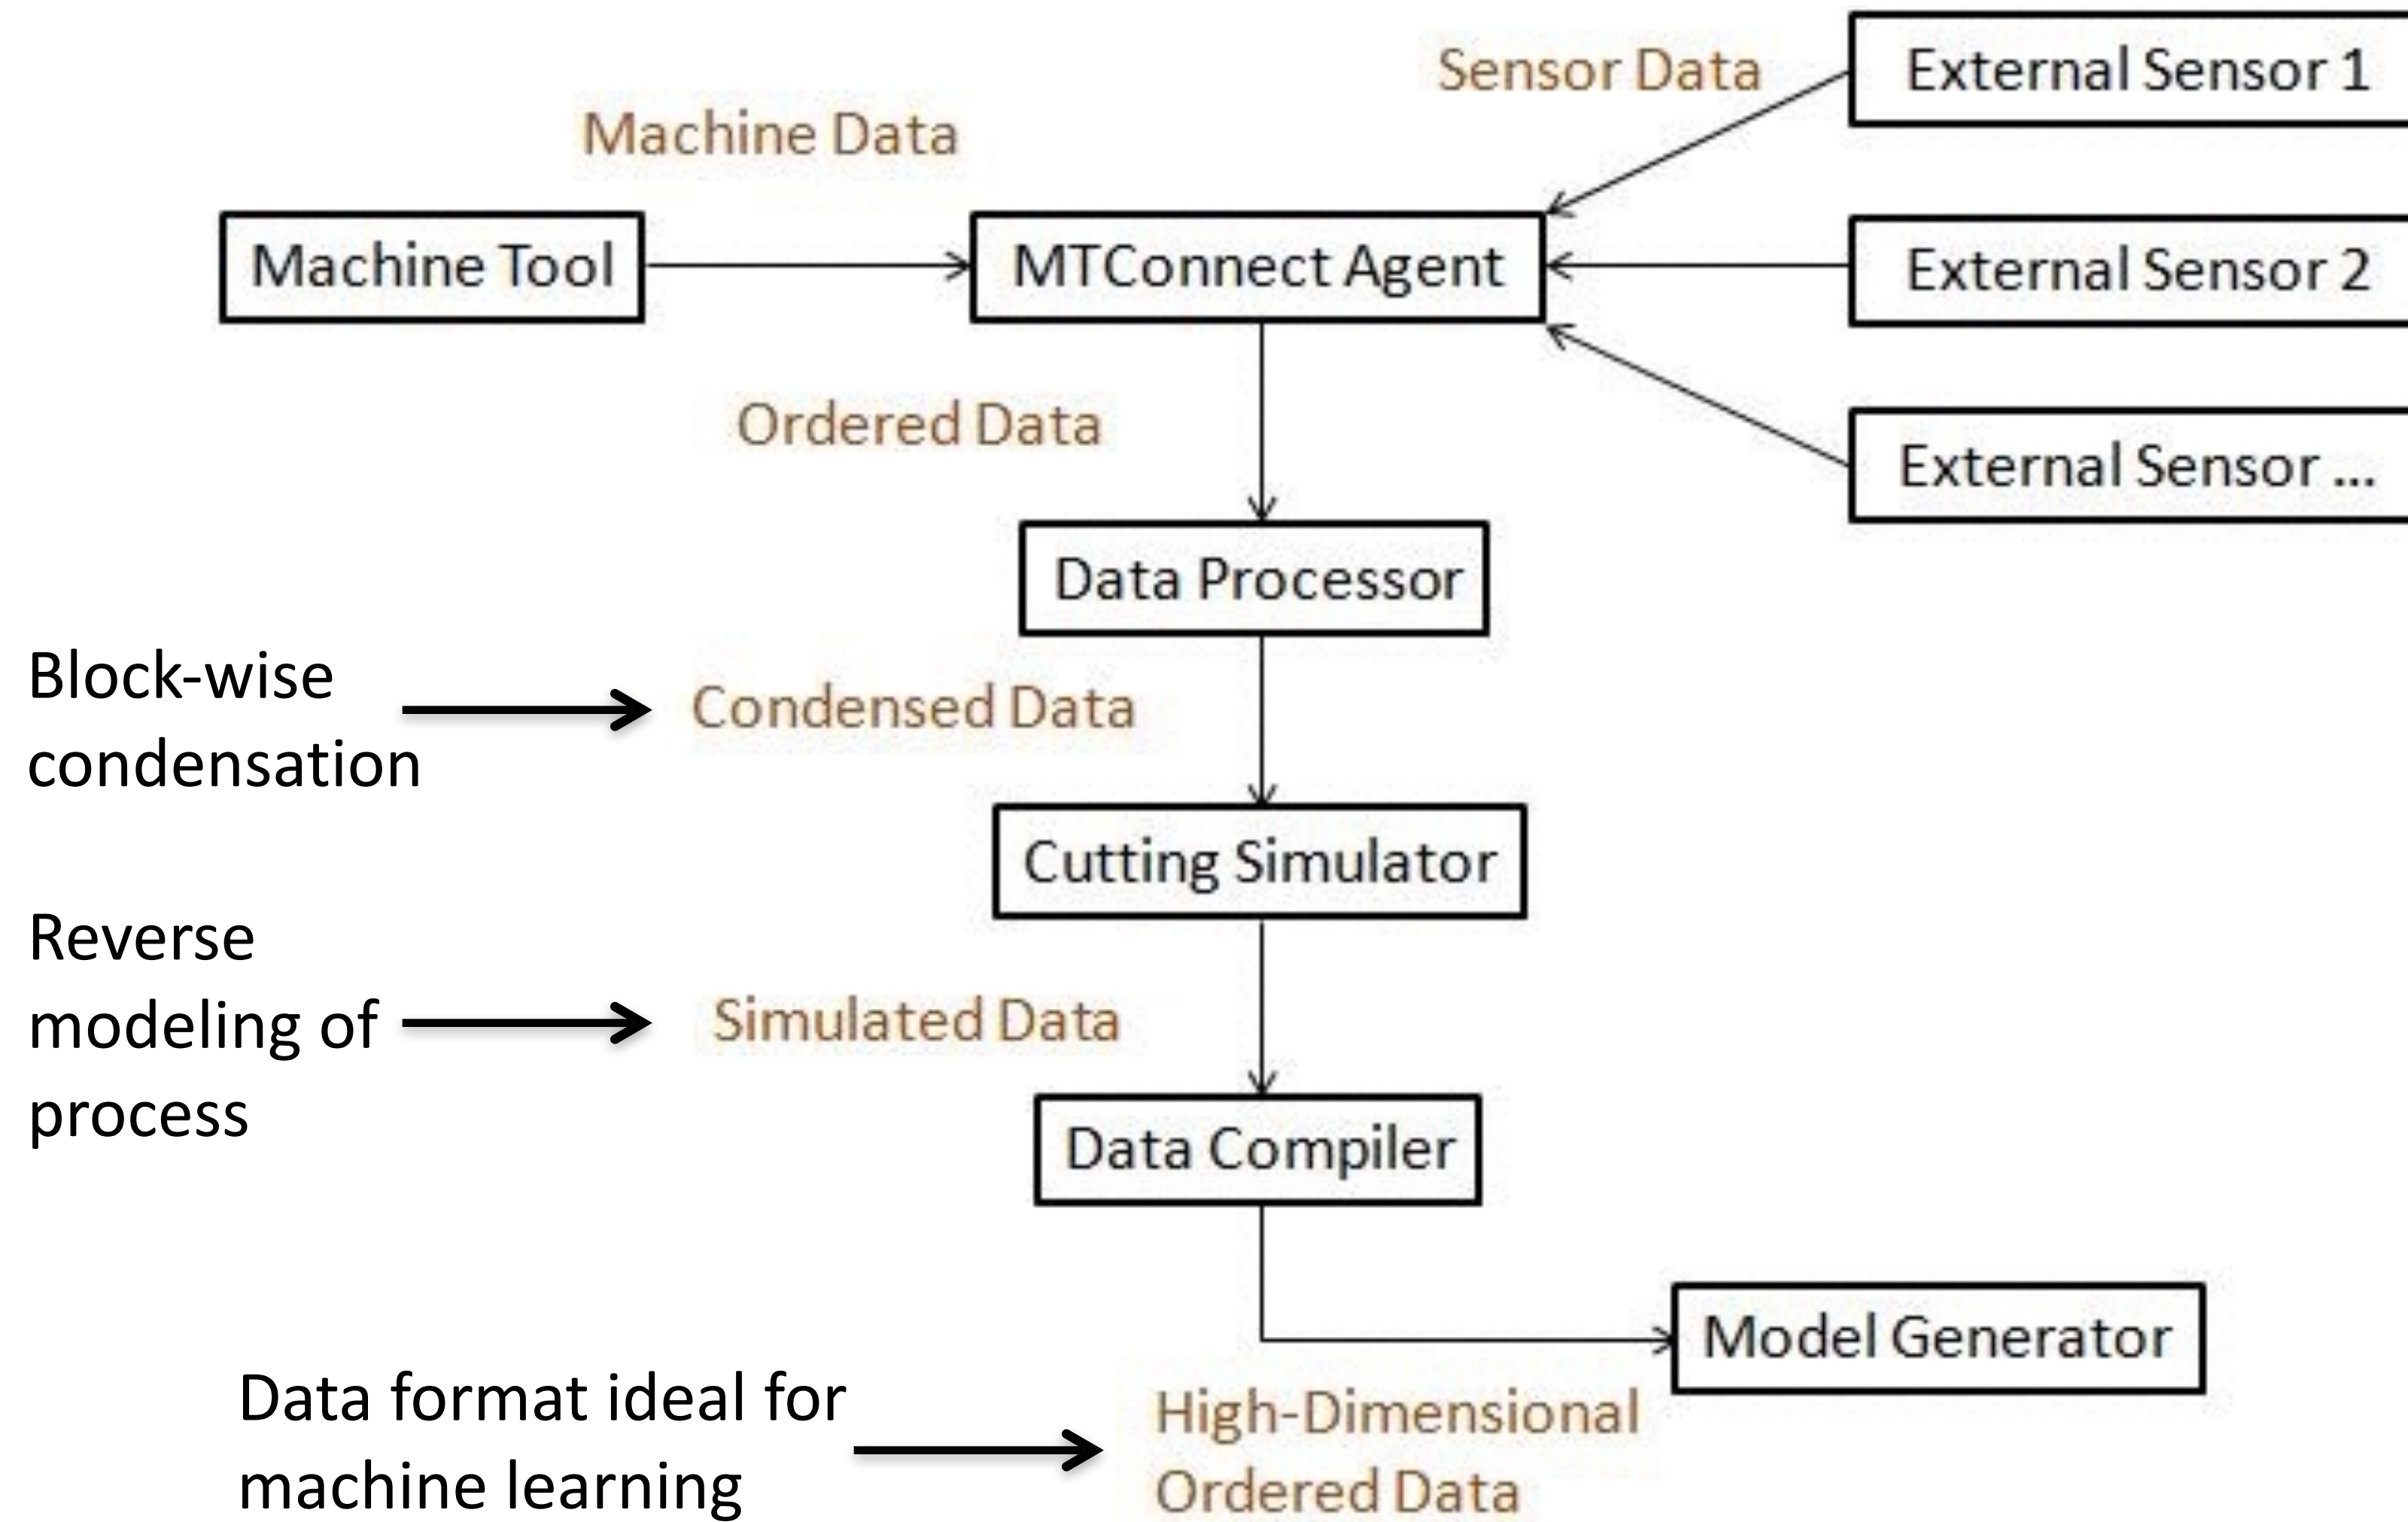 Sensor Data
External Sensor 1
Machine Data
Machine Tool
MTConnect Agent
External Sensor 2
Ordered Data
External Sensor ...
Data Processor
Block-wise
condensation
Condensed Data
Cutting Simulator
Reverse
modeling of
process
Simulated Data
Data Compiler
Model Generator
Data format ideal for
machine learning
High-Dimensional
Ordered Data